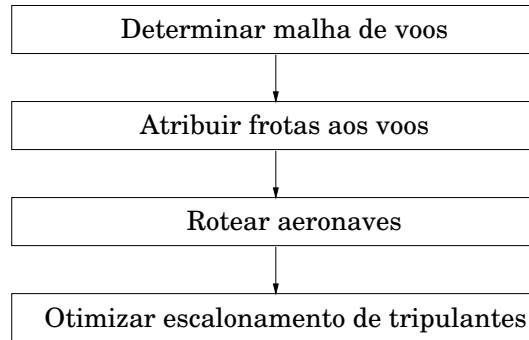 Determinar malha de voos
Atribuir frotas aos voos
Rotear aeronaves
Otimizar escalonamento de tripulantes